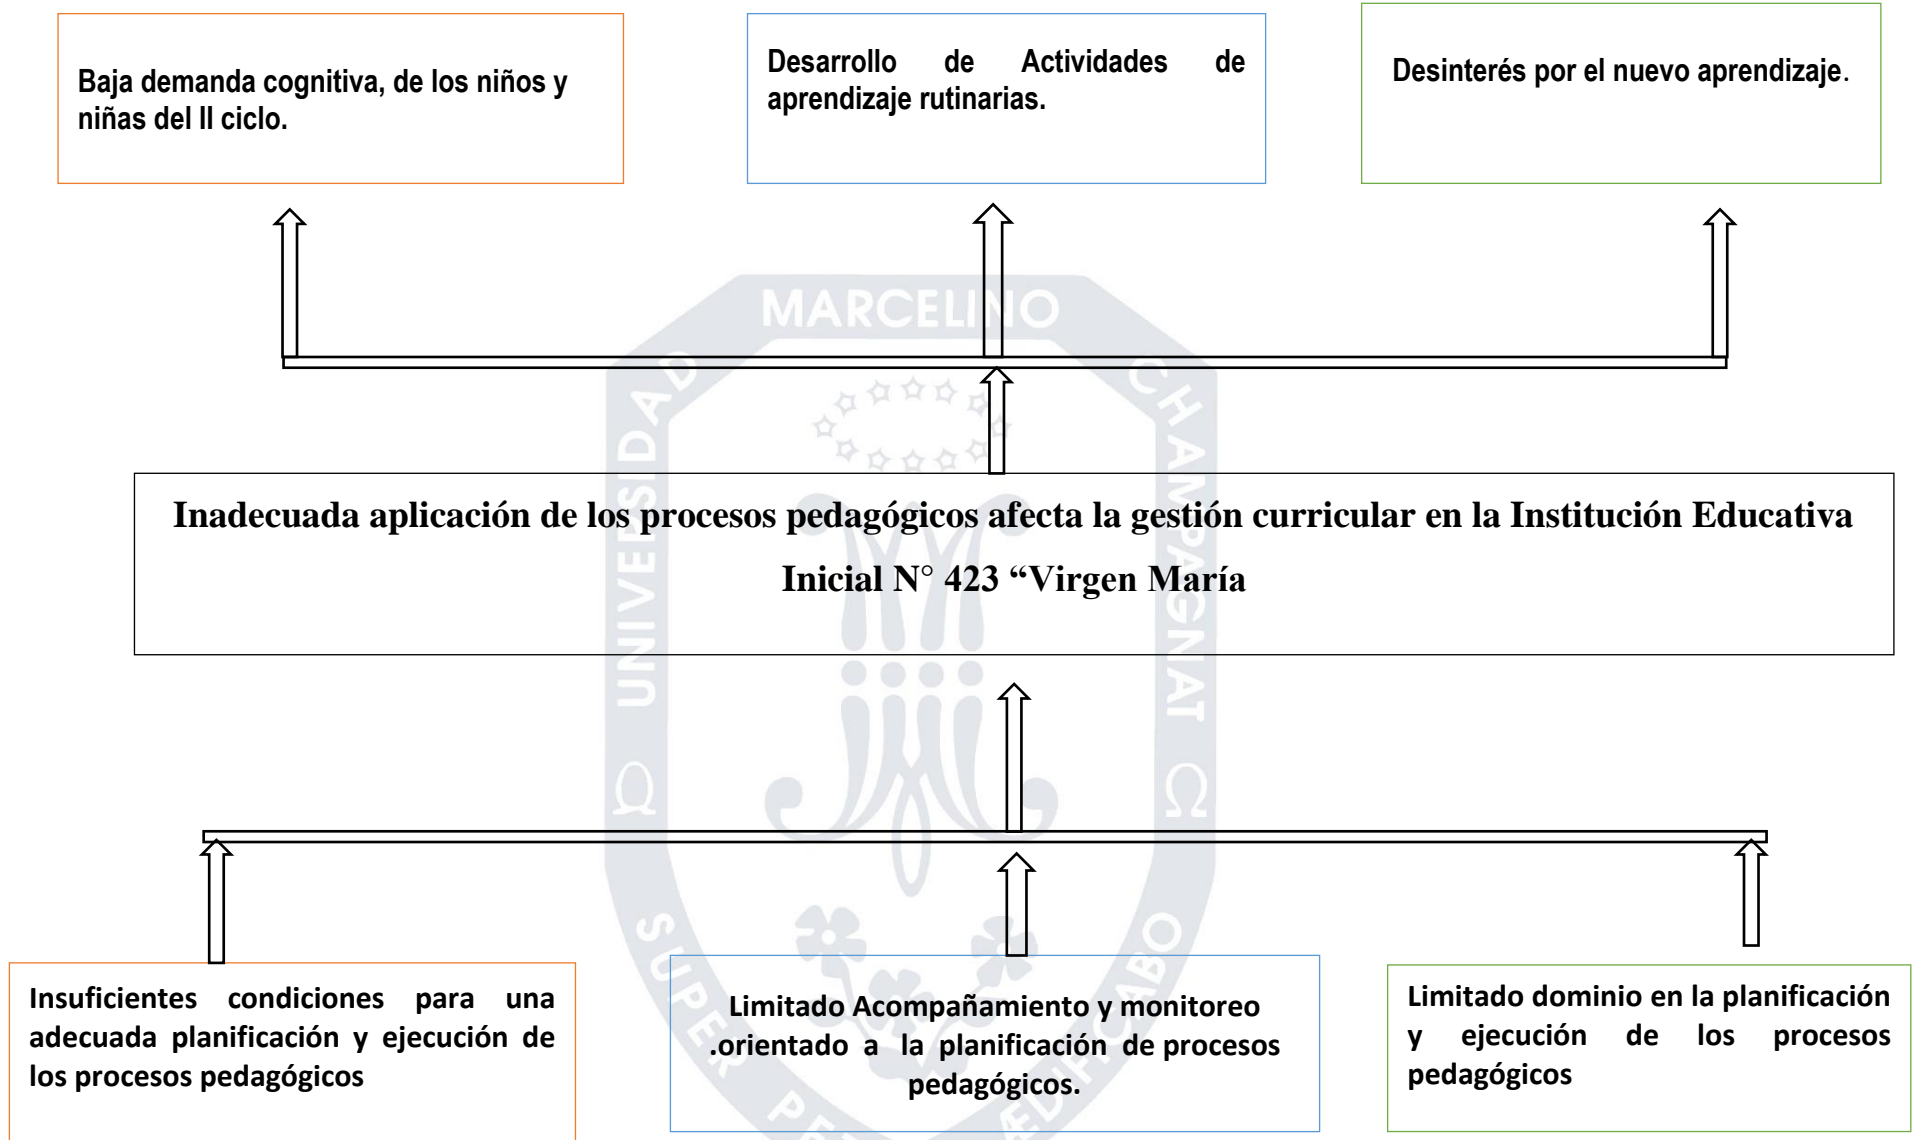 Baja demanda cognitiva, de los niños y
niñas del II ciclo.
Desarrollo de Actividades de
aprendizaje rutinarias.
Desinterés por el nuevo aprendizaje.
MARCELINO
UNIVERSIDAD
CHAMPAGNAT
Inadecuada aplicación de los procesos pedagógicos afecta la gestión curricular en la Institución Educativa
Inicial N° 423 “Virgen María
Ω Ω
SUPER
Insuficientes condiciones para una
adecuada planificación y ejecución de
los procesos pedagógicos
Limitado Acompañamiento y monitoreo
.orientado a la planificación de procesos
pedagógicos.
Limitado dominio en la planificación
y ejecución de los procesos
pedagógicos